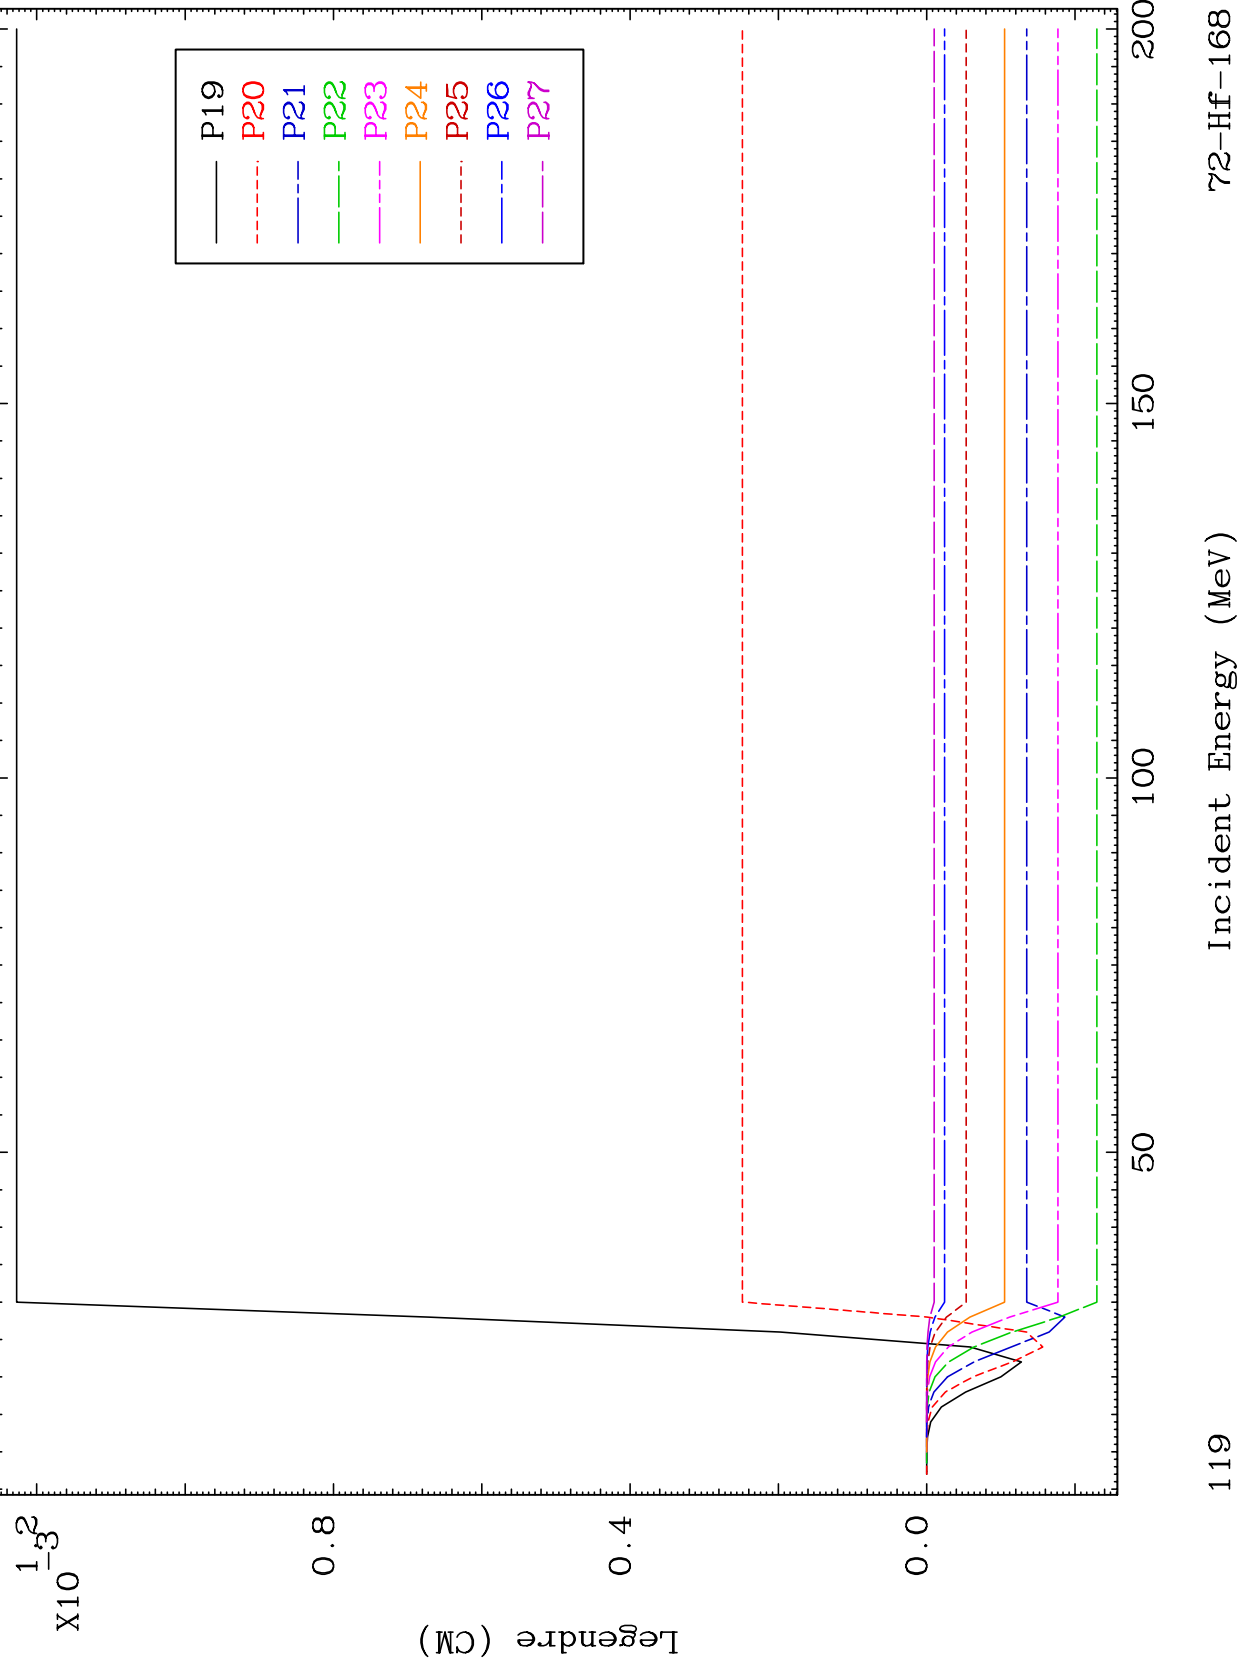 X10
-3
1.2
0.8
0.4
0.0
Legendre (CM)
P19
P20
P21
P22
P23
P24
P25
P26
P27
50
100
150
200
Incident Energy (MeV)
119
72-Hf-168